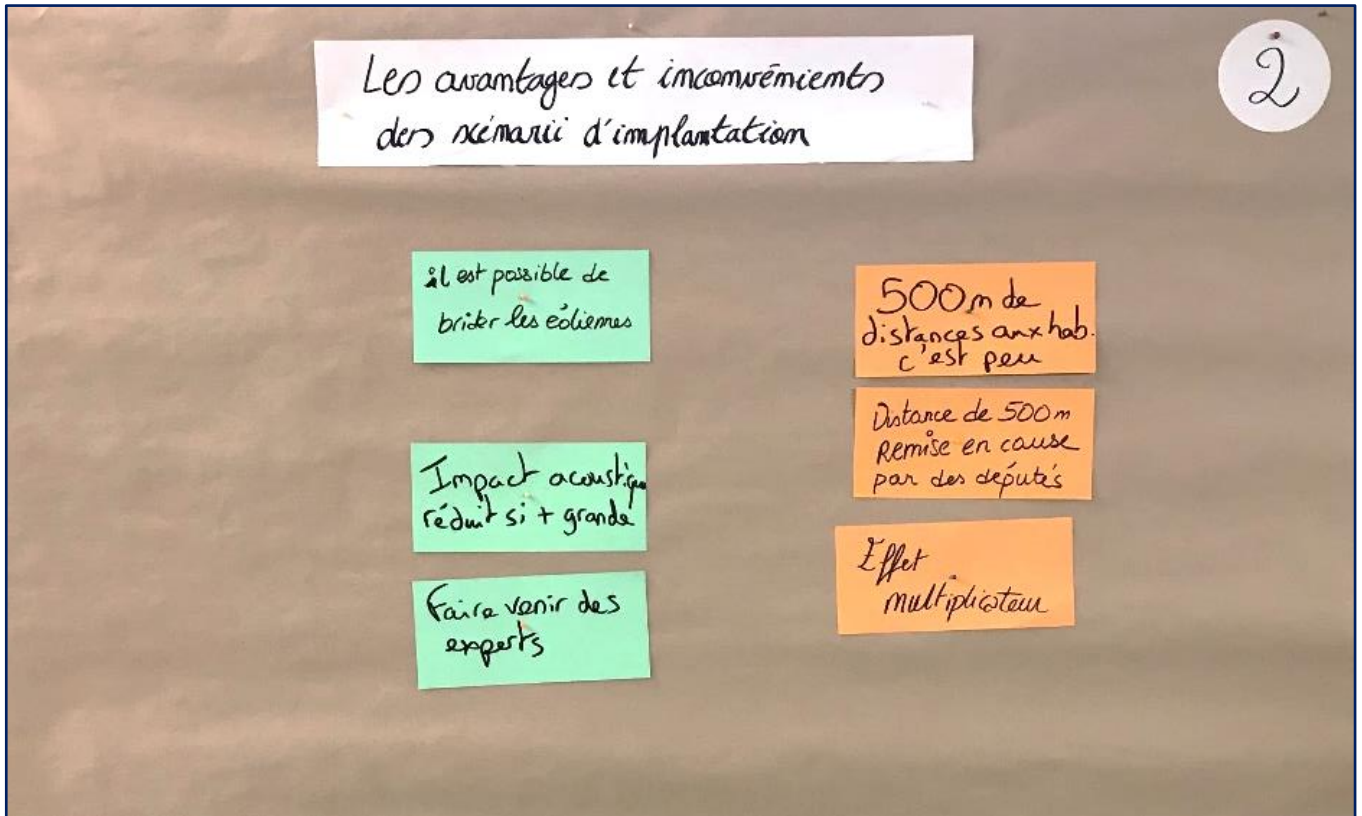 Les avantages et inconvénients
des scénarii d'implantation
2
il est possible de
brider les éoliennes
Impact acoustique
réduit si + grande
Faire venir des
experts
500m de
distances aux hab.
c'est peu
Distance de 500m
Remise en cause
par des députés
Effet
multiplicateur